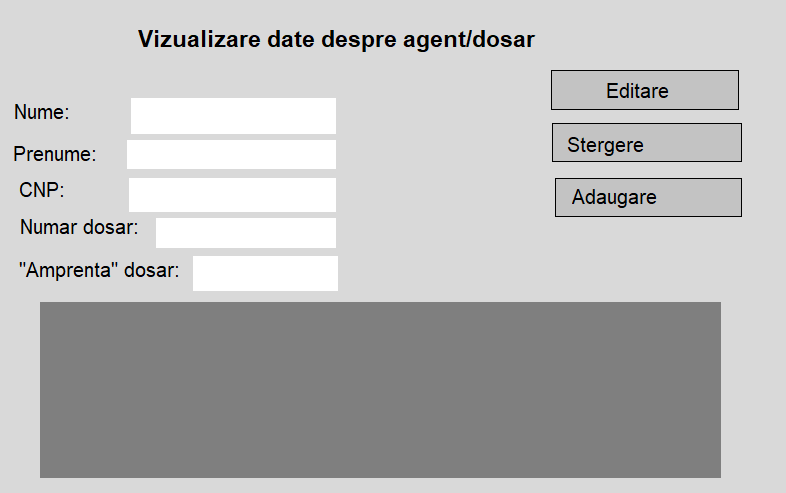 Vizualizare date despre agent/dosar
Editare
Nume:
Stergere
Prenume:
CNP:
Adaugare
Numar dosar:
"Amprenta" dosar: